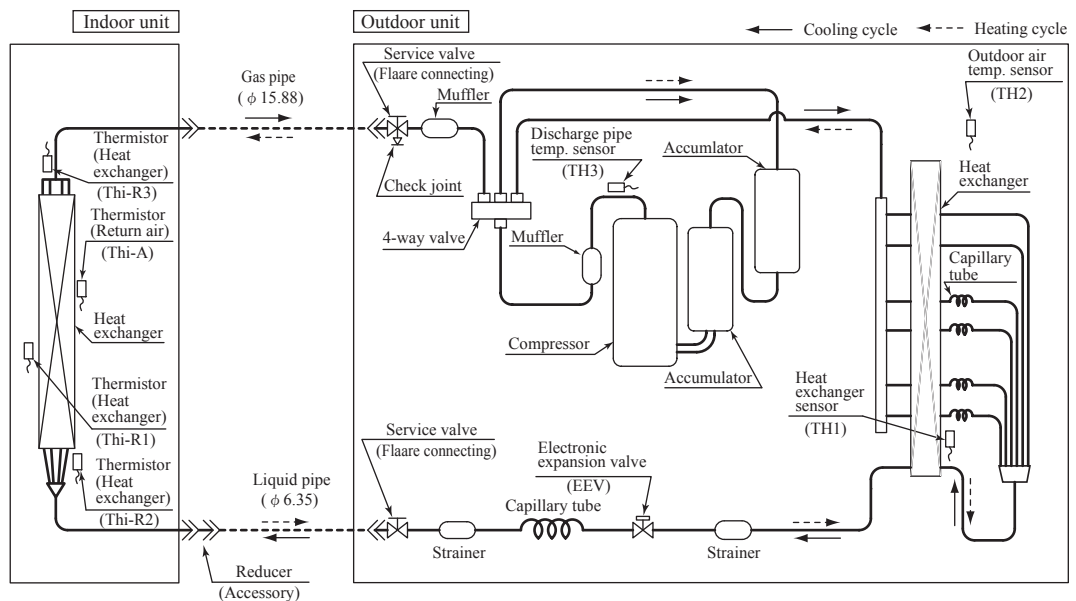 Indoor unit
Outdoor unit
Cooling cycle
Heating cycle
Gas pipe
( ϕ 15.88)
Service valve
(Flaare connecting)
Muffler
Check joint
4-way valve
Discharge pipe
temp. sensor
(TH3)
Muffler
Compressor
Accumlator
Accumulator
Outdoor air
temp. sensor
(TH2)
Heat
exchanger
Capillary
tube
Heat
exchanger
sensor
(TH1)
Thermistor
(Heat
exchanger)
(Thi-R3)
Thermistor
(Return air)
(Thi-A)
Heat
exchanger
Thermistor
(Heat
exchanger)
(Thi-R1)
Thermistor
(Heat
exchanger)
(Thi-R2)
Liquid pipe
( ϕ 6.35)
Service valve
(Flaare connecting)
Strainer
Capillary tube
Electronic
expansion valve
(EEV)
Strainer
Reducer
(Accessory)